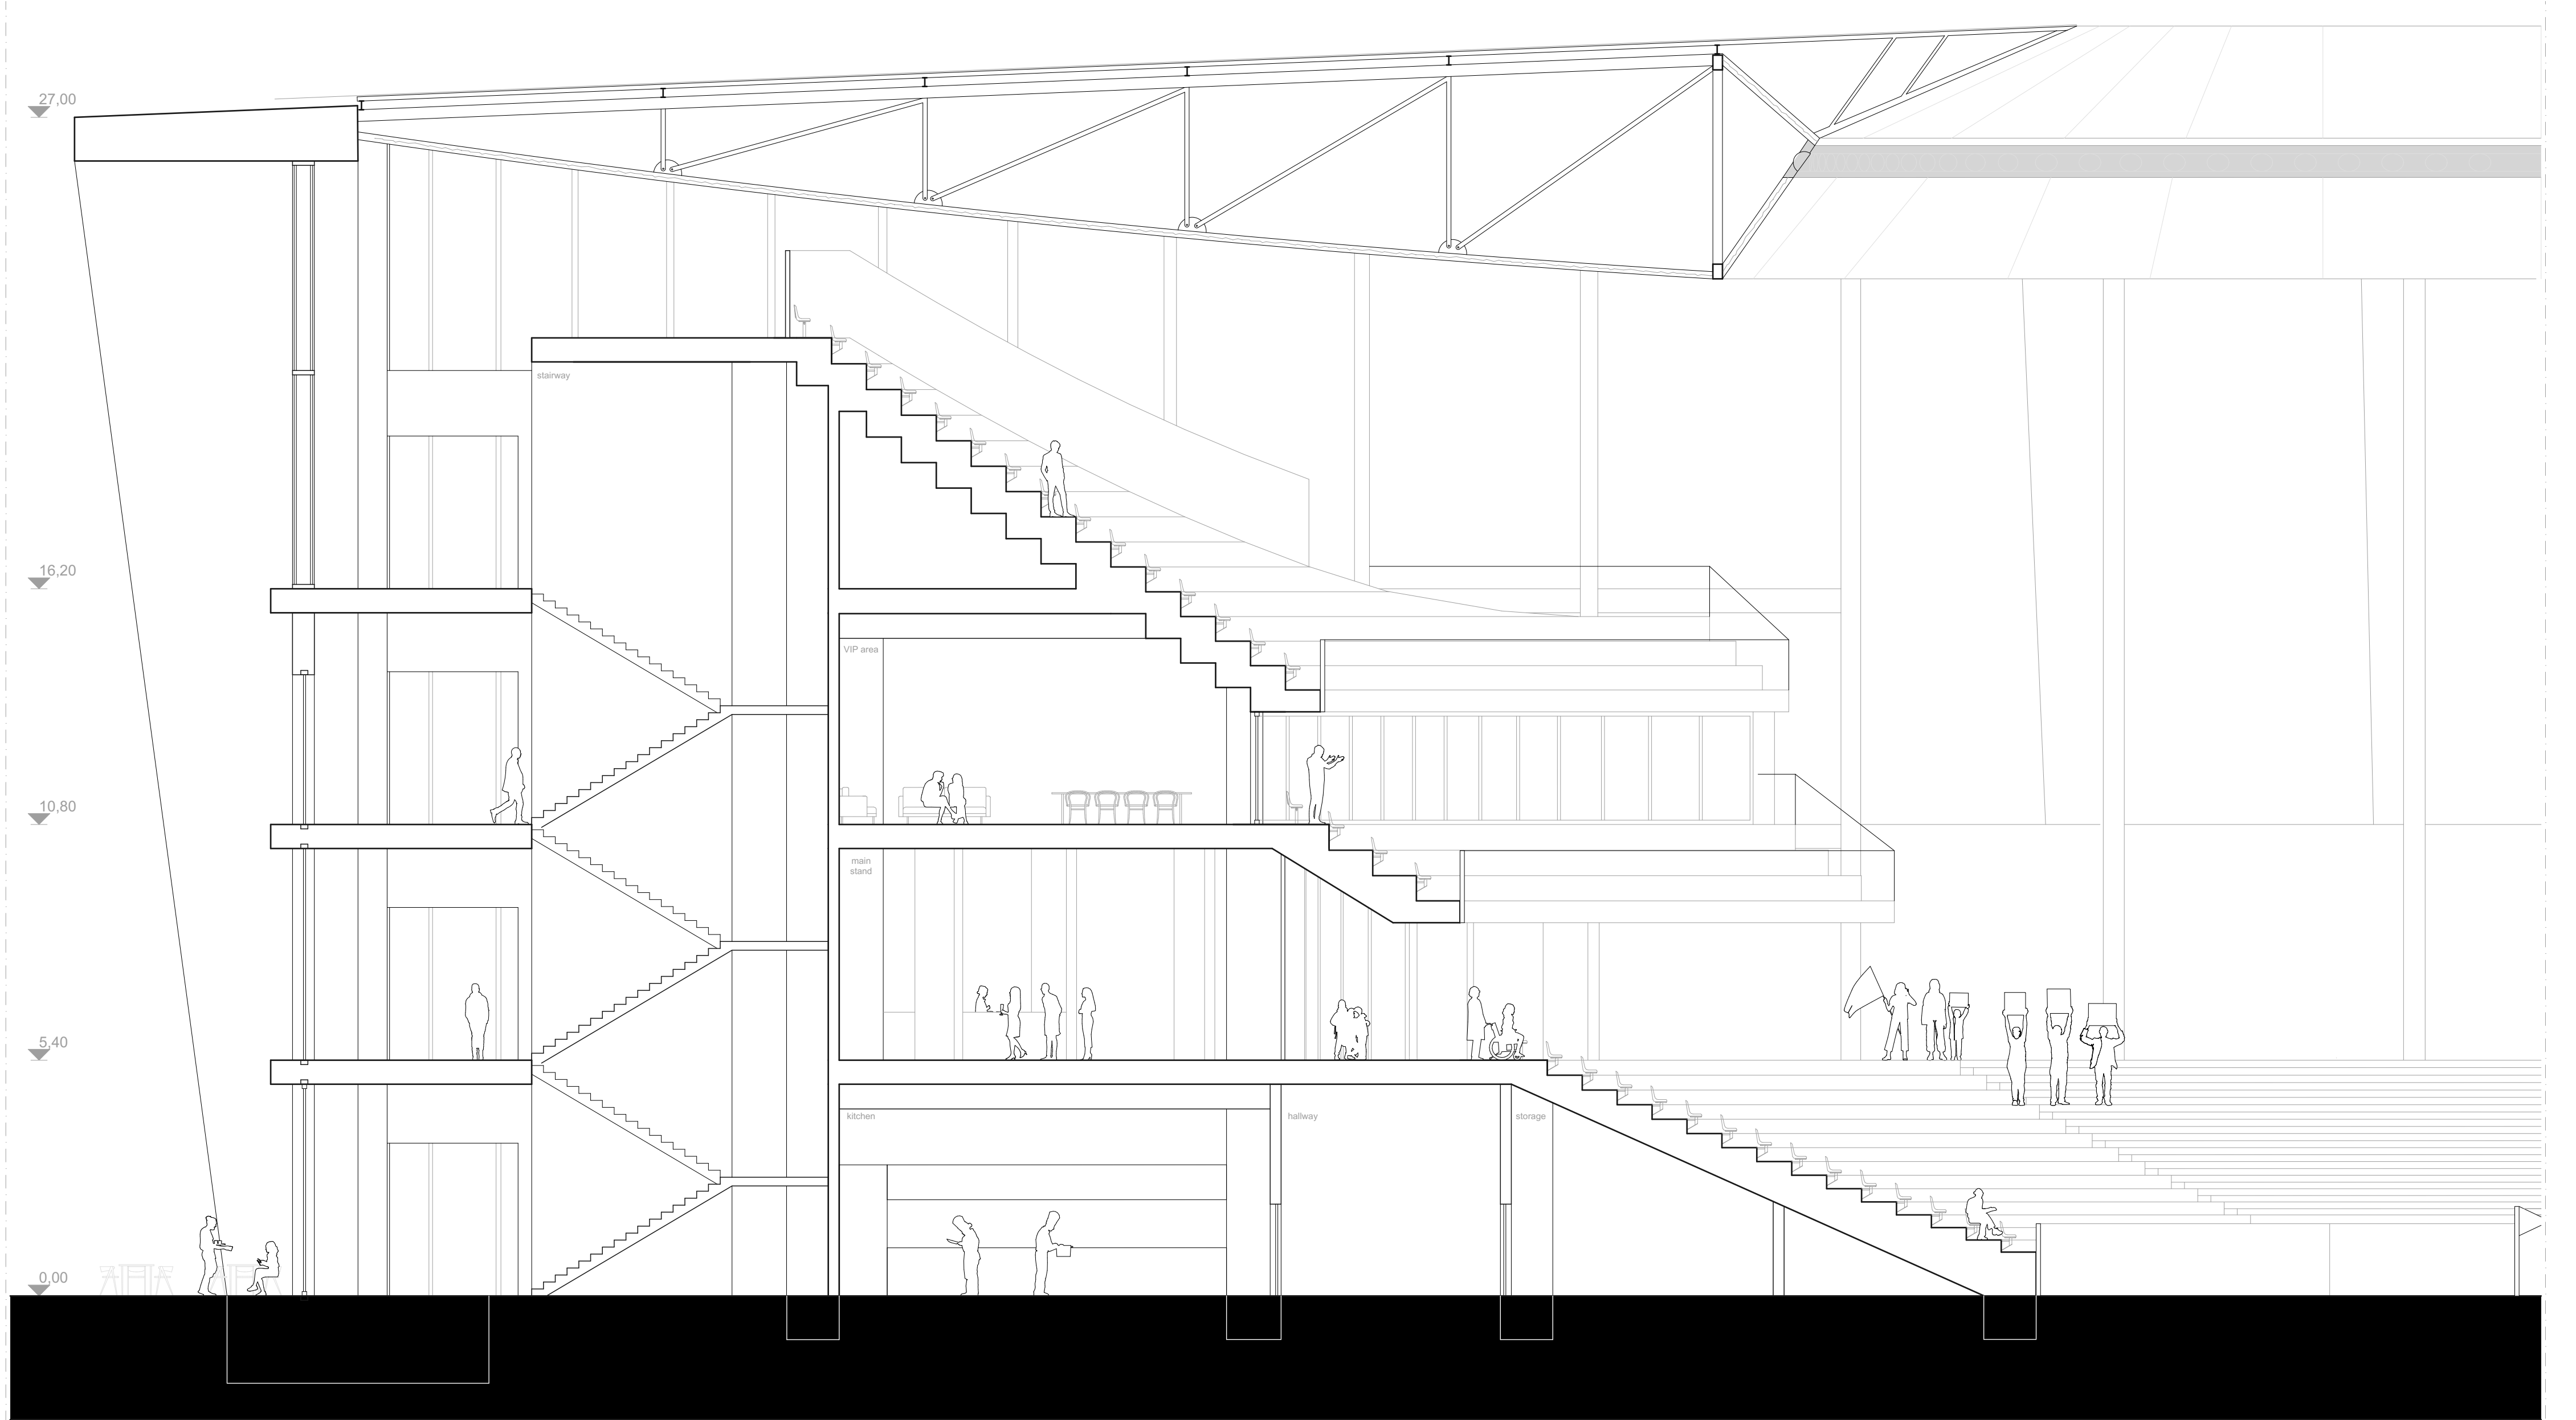 27,00
stairway
16,20
VIP area
10,80
main
stand
5,40
kitchen
hallway
storage
0,00